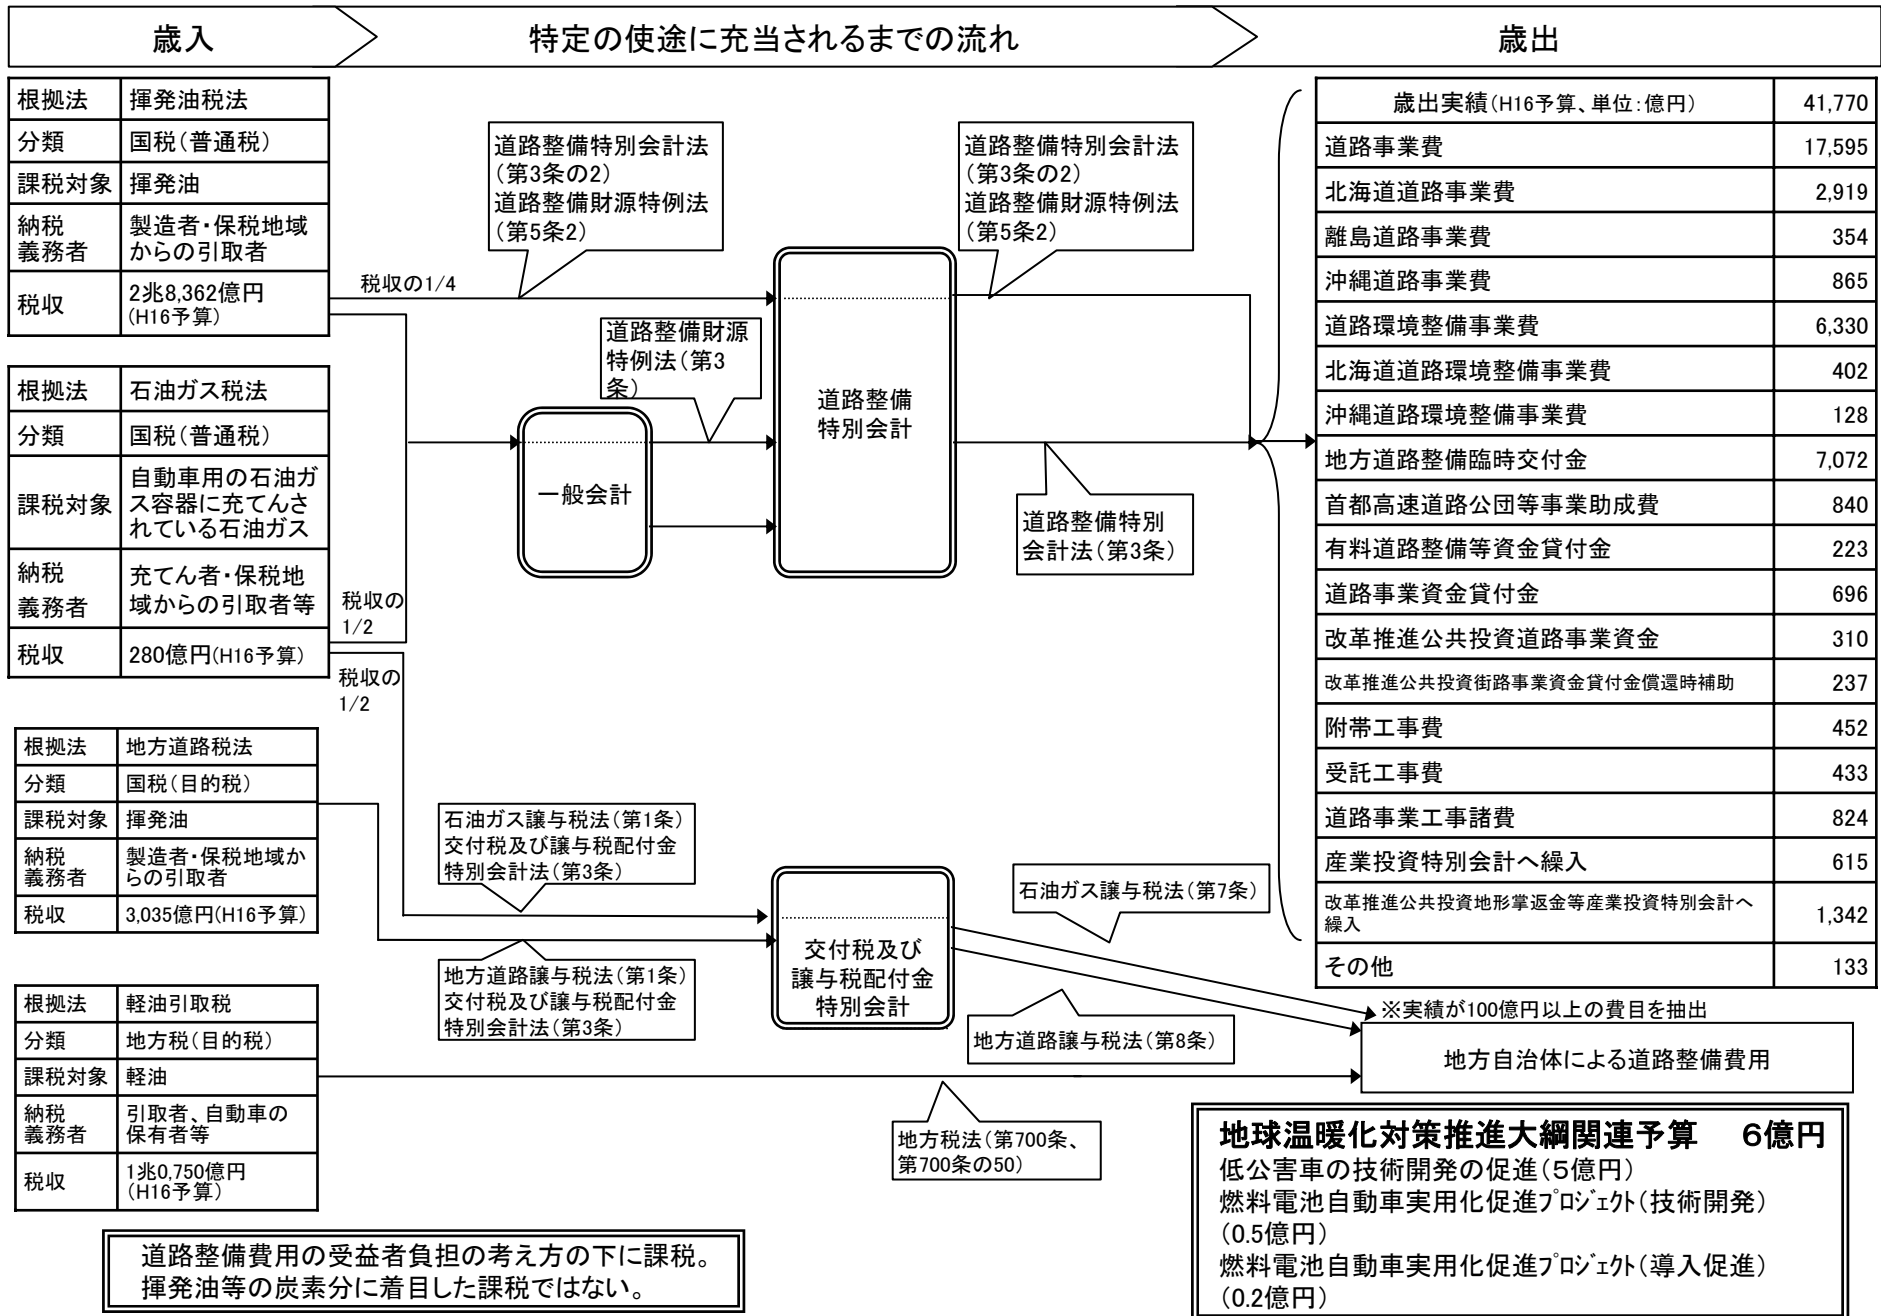 歳入
特定の使途に充当されるまでの流れ
歳出
根拠法 揮発油税法
分類 国税（普通税）
課税対象 揮発油
納税
義務者
製造者・保税地域
からの引取者
税収
2兆8,362億円
(H16予算)
根拠法 石油ガス税法
分類 国税（普通税）
課税対象
自動車用の石油ガ
ス容器に充てんさ
れている石油ガス
納税
義務者
充てん者・保税地
域からの引取者等
税収 280億円(H16予算)
根拠法 地方道路税法
分類 国税（目的税）
課税対象 揮発油
納税
義務者
製造者・保税地域か
らの引取者
税収 3,035億円(H16予算)
根拠法 軽油引取税
分類 地方税（目的税）
課税対象 軽油
納税
義務者
引取者、自動車の
保有者等
税収
1兆0,750億円
(H16予算)
道路整備特別会計法
（第3条の2）
道路整備財源特例法
（第5条2）
税収の1/4
道路整備財源
特例法（第3
条）
一般会計
道路整備
特別会計
道路整備特別会計法
（第3条の2）
道路整備財源特例法
（第5条2）
道路整備特別
会計法（第3条）
税収の
1/2
税収の
1/2
石油ガス譲与税法（第1条）
交付税及び譲与税配付金
特別会計法（第3条）
地方道路譲与税法（第1条）
交付税及び譲与税配付金
特別会計法（第3条）
交付税及び
譲与税配付金
特別会計
石油ガス譲与税法（第7条）
地方道路譲与税法（第8条）
地方税法（第700条、
第700条の50）
歳出実績（H16予算、単位：億円） 41,770
道路事業費 17,595
北海道道路事業費 2,919
離島道路事業費 354
沖縄道路事業費 865
道路環境整備事業費 6,330
北海道道路環境整備事業費 402
沖縄道路環境整備事業費 128
地方道路整備臨時交付金 7,072
首都高速道路公団等事業助成費 840
有料道路整備等資金貸付金 223
道路事業資金貸付金 696
改革推進公共投資道路事業資金 310
改革推進公共投資街路事業資金貸付金償還時補助 237
附帯工事費 452
受託工事費 433
道路事業工事諸費 824
産業投資特別会計へ繰入 615
改革推進公共投資地形掌返金等産業投資特別会計へ
繰入 1,342
その他 133
※実績が100億円以上の費目を抽出
地方自治体による道路整備費用
地球温暖化対策推進大綱関連予算　6億円
低公害車の技術開発の促進（５億円）
燃料電池自動車実用化促進ﾌﾟﾛｼﾞｪｸﾄ（技術開発）
（0.5億円）
燃料電池自動車実用化促進ﾌﾟﾛｼﾞｪｸﾄ（導入促進）
（0.2億円）
道路整備費用の受益者負担の考え方の下に課税。
揮発油等の炭素分に着目した課税ではない。